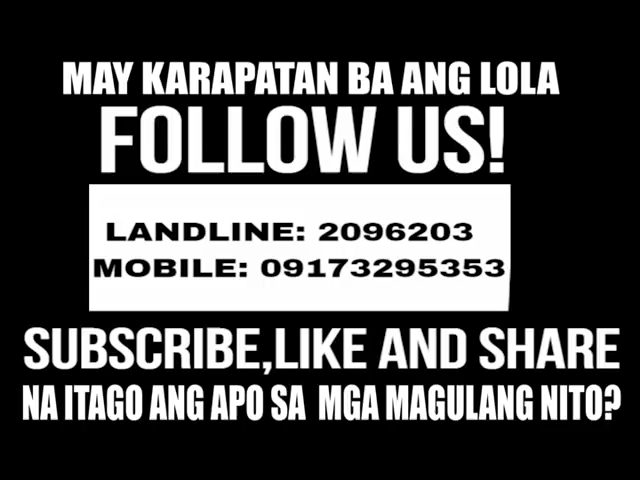 MAY KARAPATAN BA ANG LOLA
FOLLOW US!
LANDLINE: 2096203
MOBILE: 09173295353
SUBSCRIBE,LIKE AND SHARE
NA ITAGO ANG APO SA MGA MAGULANG NITO?